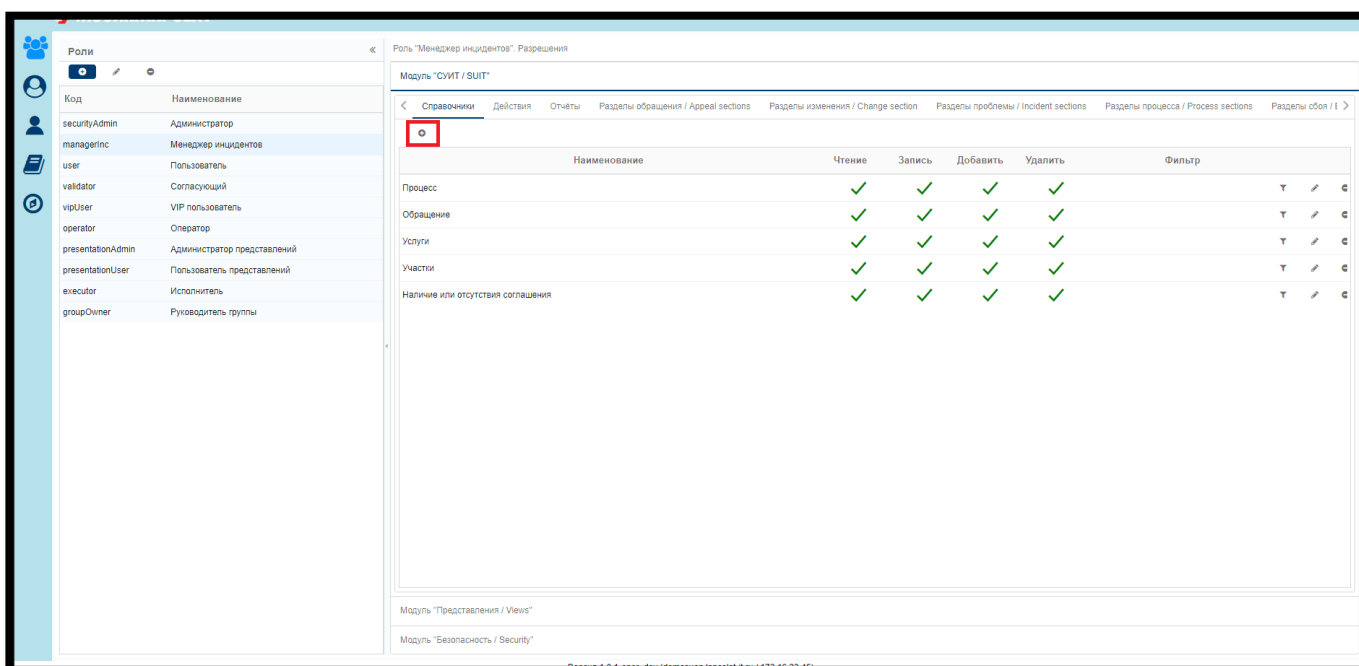 Роли
Роль "Менеджер инцидентов". Разрешения
Модуль "СУИТ / SUIT"
Код Наименование
securityAdmin Администратор
managerInc Менеджер инцидентов
user Пользователь
validator Согласующий
vipUser VIP пользователь
operator Оператор
presentationAdmin Администратор представлений
presentationUser Пользователь представлений
executor Исполнитель
groupOwner Руководитель группы
Справочники Действия Отчёты Разделы обращения / Appeal sections Разделы изменения / Change section Разделы проблемы / Incident sections Разделы процесса / Process sections Разделы сбоя /
Наименование Чтение Запись Добавить Удалить Фильтр
Процесс
Обращение
Услуги
Участки
Наличие или отсутствия соглашения
Модуль "Представления / Views"
Модуль "Безопасность / Security"